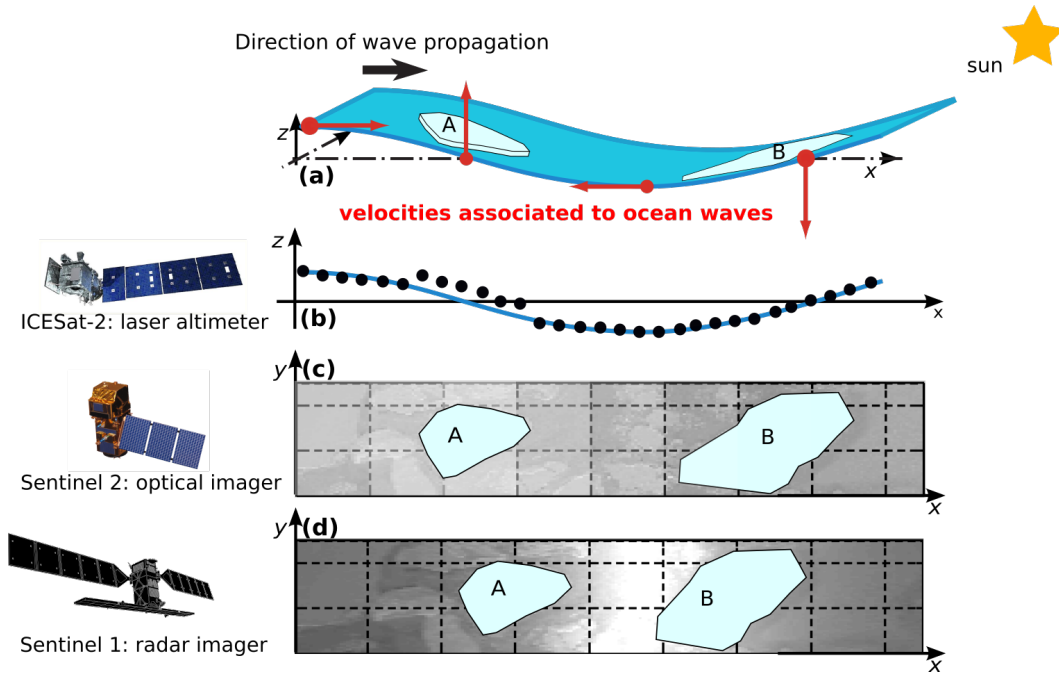 Direction of wave propagation
sun
A
z
B
(a)
x
velocities associated to ocean waves
z
ICESat-2: laser altimeter
(b)
x
y
(c)
A
B
Sentinel 2: optical imager
x
y
(d)
A
B
Sentinel 1: radar imager
x